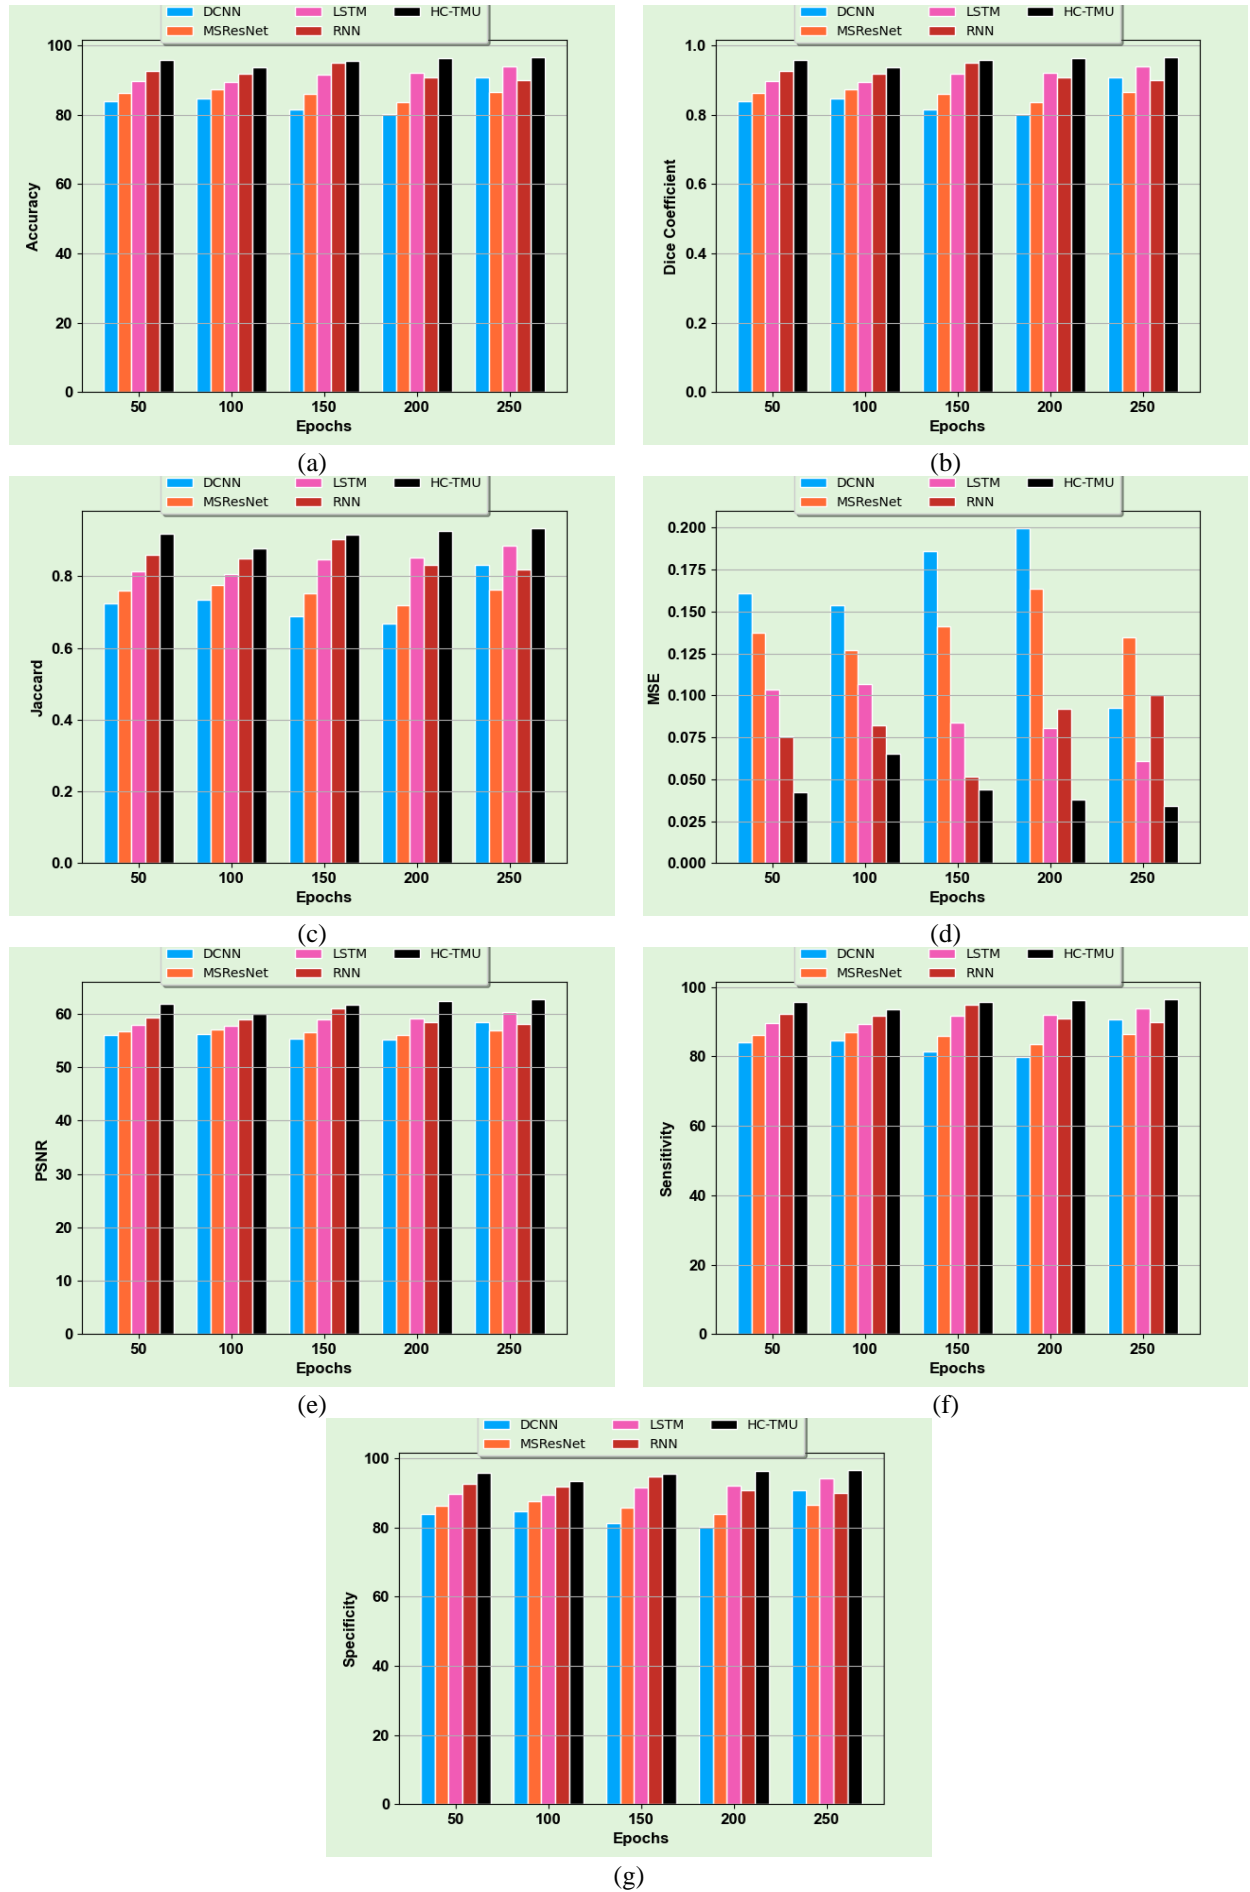 DCNN LSTM HC-TMU
MSResNet RNN
100
80
60
40
20
0
Accuracy
50 100 150 200 250
Epochs
(a)
DCNN LSTM HC-TMU
MSResNet RNN
1.0
0.8
0.6
0.4
0.2
0.0
Dice Coefficient
50 100 150 200 250
Epochs
(b)
DCNN LSTM HC-TMU
MSResNet RNN
0.8
0.6
0.4
0.2
0.0
Jaccard
50 100 150 200 250
Epochs
(c)
DCNN LSTM HC-TMU
MSResNet RNN
0.200
0.175
0.150
0.125
0.100
0.075
0.050
0.025
0.000
MSE
50 100 150 200 250
Epochs
(d)
DCNN LSTM HC-TMU
MSResNet RNN
60
50
40
30
20
10
0
PSNR
50 100 150 200 250
Epochs
(e)
DCNN LSTM HC-TMU
MSResNet RNN
100
80
60
40
20
0
Sensitivity
50 100 150 200 250
Epochs
(f)
DCNN LSTM HC-TMU
MSResNet RNN
100
80
60
40
20
0
Specificity
50 100 150 200 250
Epochs
(g)